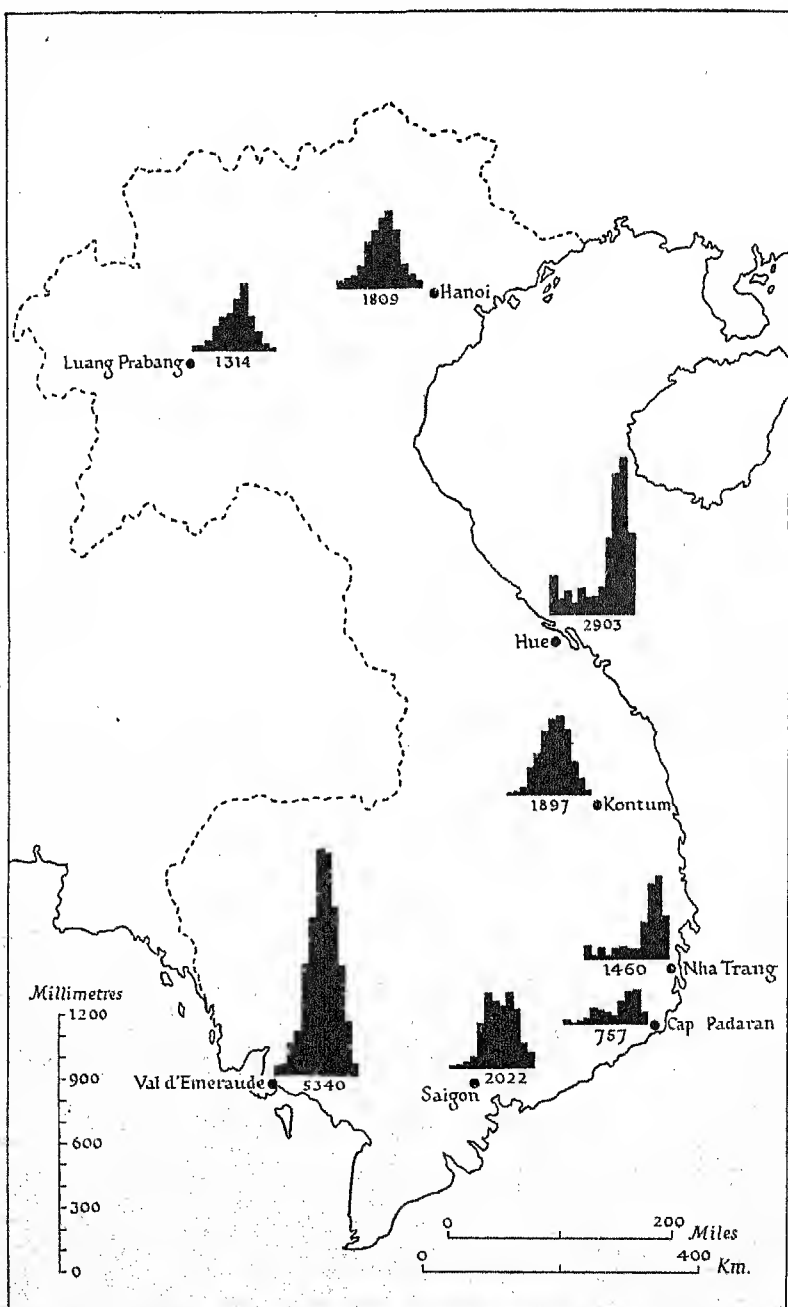 1809
Hanoi
Luang Prabang
1314
2903
Hue
1897
Kontum
1460
Nha Trang
757
Cap Padaran
Val d'Emeraude
5340
2022
Saigon
Millimetres
1200
900
600
300
0
0 200 Miles
0 400 Km.